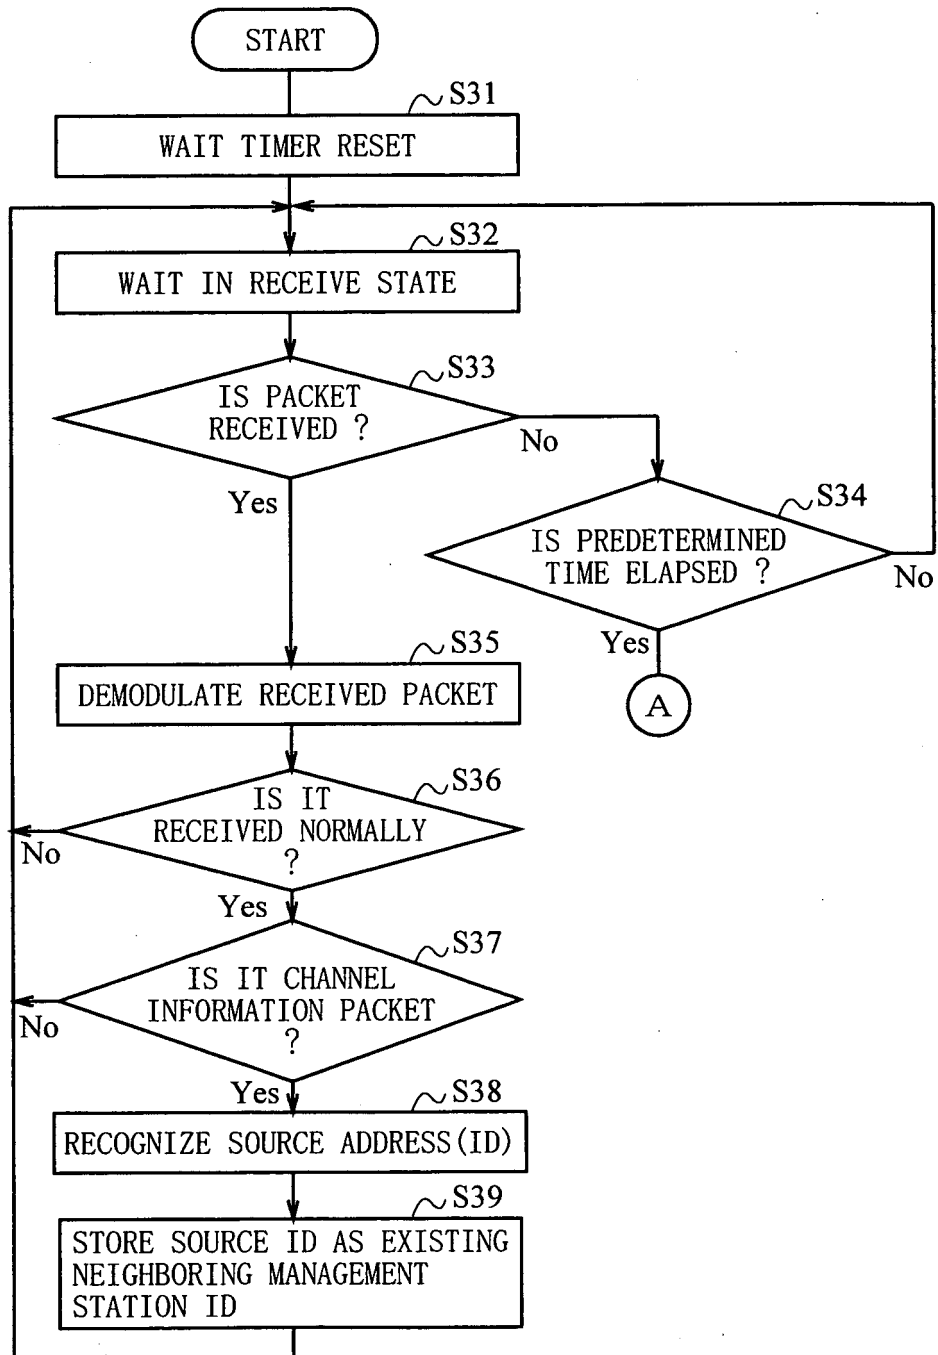 START
S31
WAIT TIMER RESET
S32
WAIT IN RECEIVE STATE
S33
IS PACKET
RECEIVED ?
No
Yes
S34
IS PREDETERMINED
TIME ELAPSED ?
No
Yes
A
S35
DEMODULATE RECEIVED PACKET
S36
IS IT
RECEIVED NORMALLY
?
No
Yes
S37
IS IT CHANNEL
INFORMATION PACKET
?
No
Yes
S38
RECOGNIZE SOURCE ADDRESS(ID)
S39
STORE SOURCE ID AS EXISTING
NEIGHBORING MANAGEMENT
STATION ID